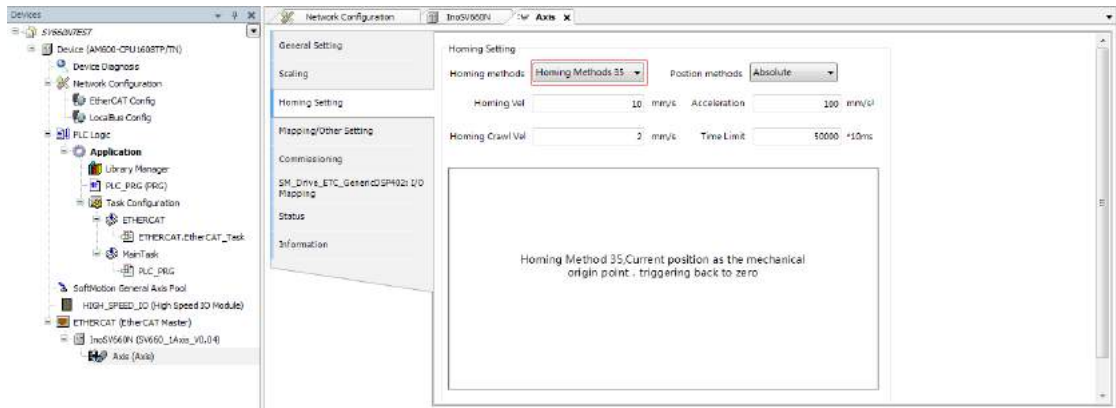 Devices
SV660NTEST
Device (AM600-CPU1608TP/TN)
Device Diagnosis
Network Configuration
EtherCAT Config
LocalBus Config
PLC Logic
Application
Library Manager
PLC_PRG (PRG)
Task Configuration
ETHERCAT
ETHERCAT.EtherCAT_Task
MainTask
PLC_PRG
SoftMotion General Axis Pool
HIGH_SPEED_IO (High Speed IO Module)
ETHERCAT (EtherCAT Master)
InoSV660N (SV660_1Axis_V0.04)
Axis (Axis)
Network Configuration
InoSV660N
Axis
General Setting
Scaling
Homing Setting
Mapping/Other Setting
Commissioning
SM_Drive_ETC_GenericDSP402: I/O
Mapping
Status
Information
Homing Setting
Homing methods Homing Methods 35 Postion methods Absolute
Homing Vel 10 mm/s Acceleration 100 mm/s²
Homing Crawl Vel 2 mm/s Time Limit 50000 *10ms
Homing Method 35,Current position as the mechanical
origin point . triggering back to zero